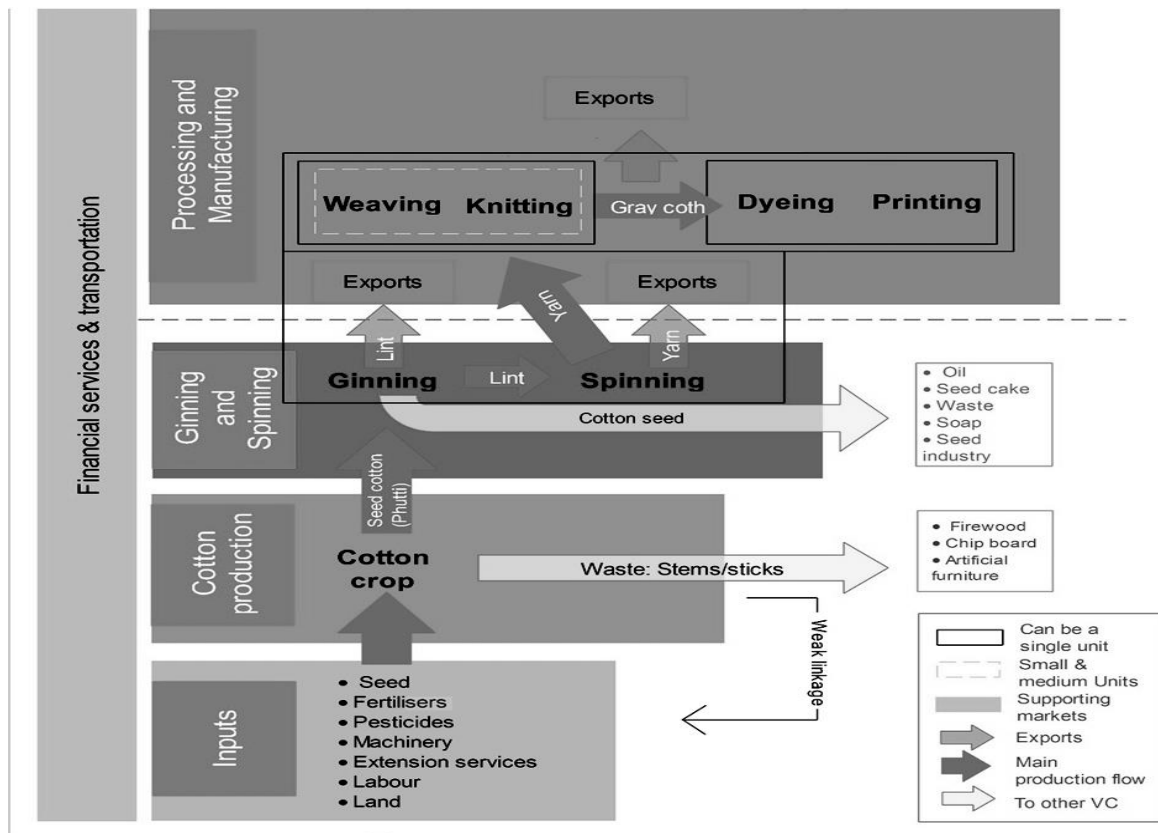 Financial services & transportation
Processing and
Manufacturing
Exports
Weaving
Knitting
Gray coth
Dyeing
Printing
Exports
Yarn
Exports
Lint
Yarn
Ginning
and
Spinning
Ginning
Lint
Spinning
Cotton seed
• Oil
• Seed cake
• Waste
• Soap
• Seed
industry
Seed cotton
(Phutti)
Cotton
production
Cotton
crop
Waste: Stems/sticks
• Firewood
• Chip board
• Artificial
furniture
Weak linkage
Inputs
• Seed
• Fertilisers
• Pesticides
• Machinery
• Extension services
• Labour
• Land
Can be a
single unit
Small &
medium Units
Supporting
markets
Exports
Main
production flow
To other VC